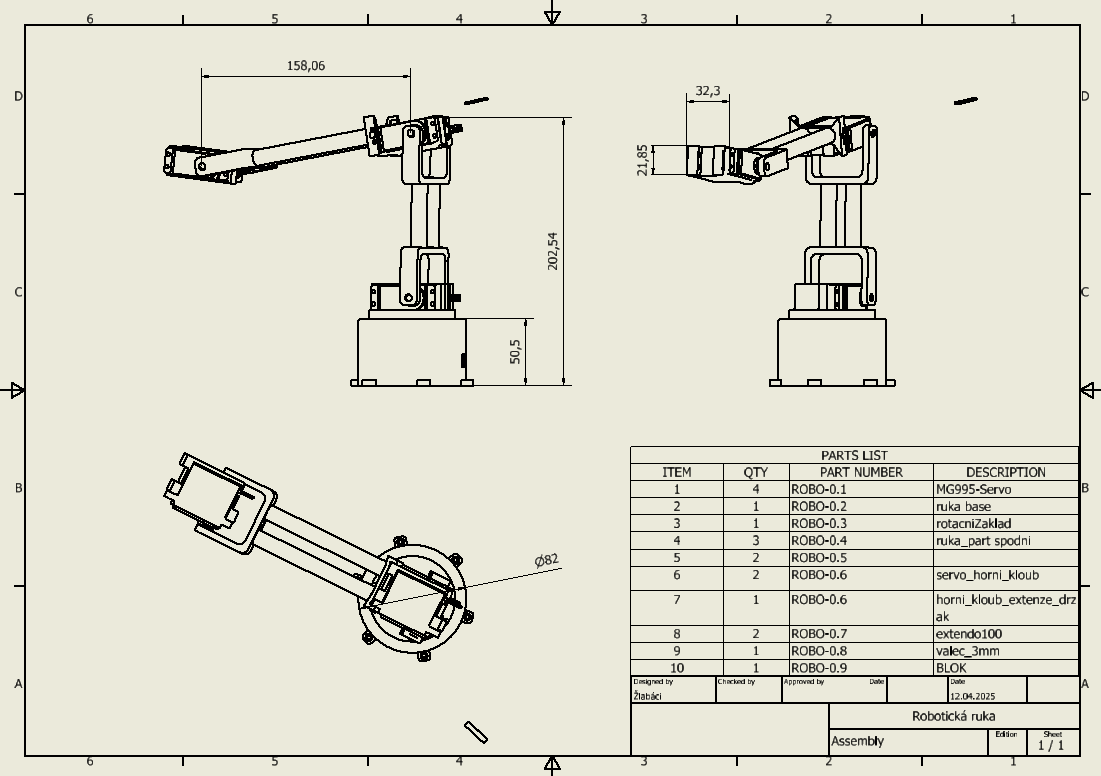 6 5 4 3 2 1
D D
158,06
32,3
21,85
202,54
C C
50,5
B B
Ø82
PARTS LIST
ITEM QTY PART NUMBER DESCRIPTION
1 4 ROBO-0.1 MG995-Servo
2 1 ROBO-0.2 ruka base
3 1 ROBO-0.3 rotacniZaklad
4 3 ROBO-0.4 ruka_part spodni
5 2 ROBO-0.5
6 2 ROBO-0.6 servo_horni_kloub
7 1 ROBO-0.6 horni_kloub_extenze_drz
ak
8 2 ROBO-0.7 extendo100
9 1 ROBO-0.8 valec_3mm
10 1 ROBO-0.9 BLOK
A A
Designed by Checked by Approved by Date Date
Žlabáci 12.04.2025
Robotická ruka
Assembly Edition Sheet
1 / 1
6 5 4 3 2 1